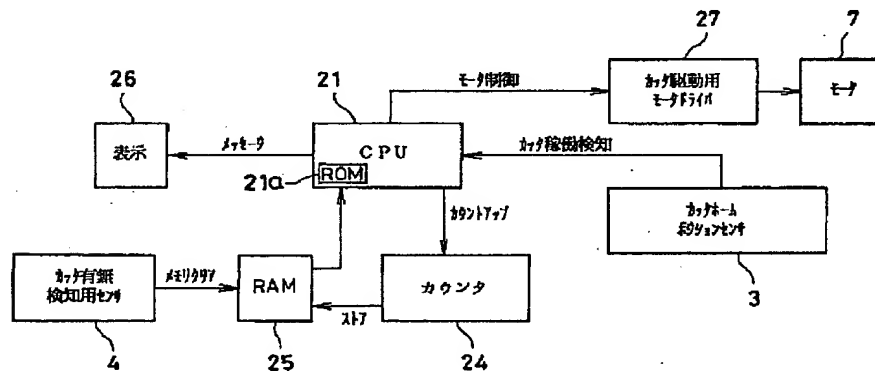 27
7
26
21
モータ制御
カッタ駆動用
モータドライバ
モータ
表示
メッセージ
CPU
カッタ稼働検知
21a
ROM
カウントアップ
カッタホーム
ポジションセンサ
カッタ有無
検知用センサ
メモリクリア
RAM
ストア
カウンタ
3
4
25
24